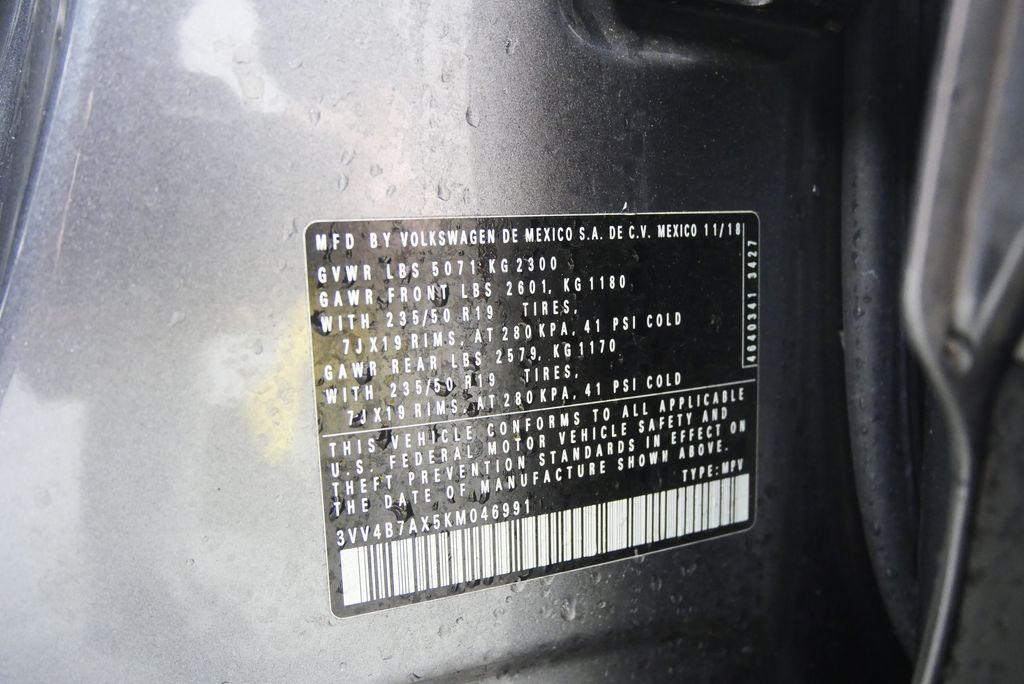 MFD BY VOLKSWAGEN DE MEXICO S.A. DE C.V. MEXICO 11/18
GVWR LBS 5071 KG 2300
GAWR FRONT LBS 2601, KG 1180
WITH 235/50 R19 TIRES,
7JX19 RIMS, AT 280 KPA, 41 PSI COLD
GAWR REAR LBS 2579, KG 1170
WITH 235/50 R19 TIRES,
7JX19 RIMS, AT 280 KPA, 41 PSI COLD
4640341 3427
THIS VEHICLE CONFORMS TO ALL APPLICABLE
U.S. FEDERAL MOTOR VEHICLE SAFETY AND
THEFT PREVENTION STANDARDS IN EFFECT ON
THE DATE OF MANUFACTURE SHOWN ABOVE.
TYPE: MPV
3VV4B7AX5KM046991